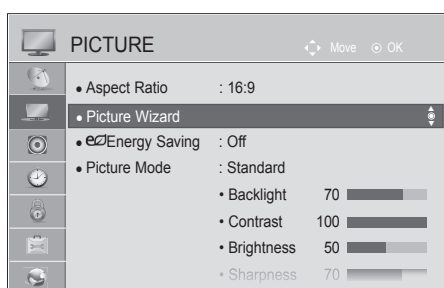 PICTURE Move OK
• Aspect Ratio : 16:9
• Picture Wizard
• Energy Saving : Off
• Picture Mode : Standard
• Backlight 70
• Contrast 100
• Brightness 50
• Sharpness 70